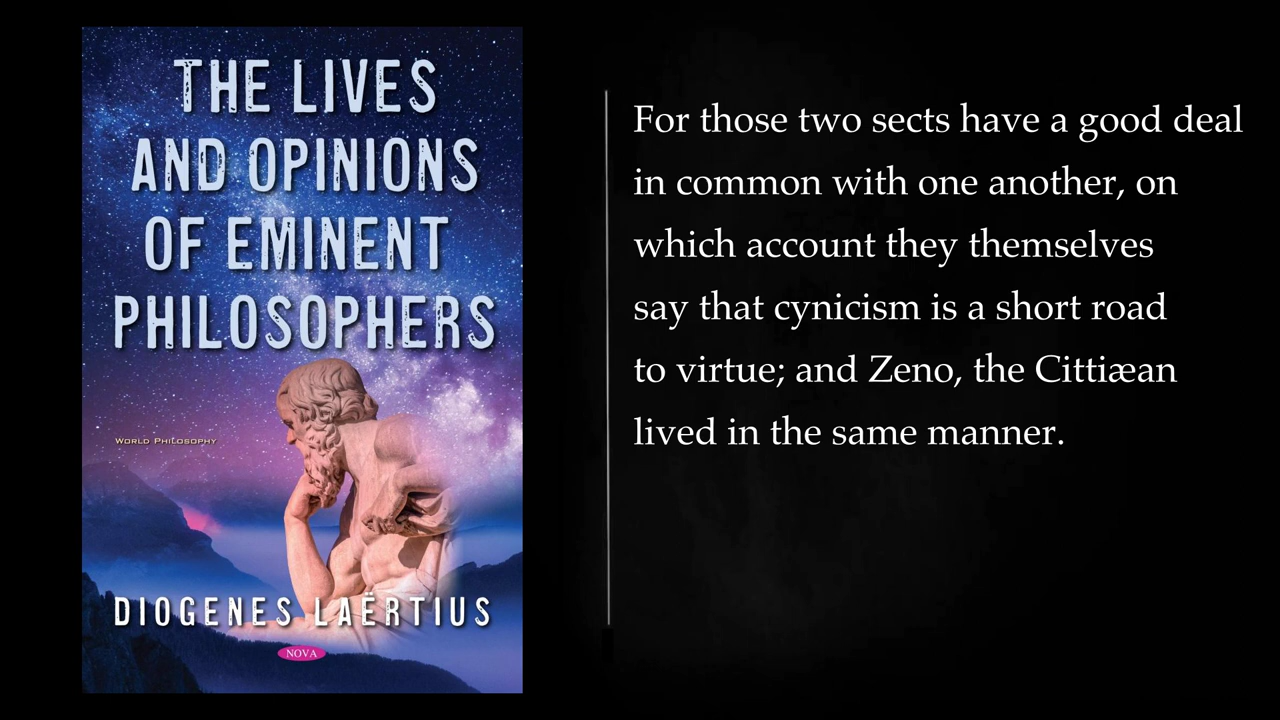 THE LIVES
AND OPINIONS
OF EMINENT
PHILOSOPHERS
WORLD PHILOSOPHY
DIOGENES LAËRTIUS
NOVA
For those two sects have a good deal
in common with one another, on
which account they themselves
say that cynicism is a short road
to virtue; and Zeno, the Cittiæan
lived in the same manner.